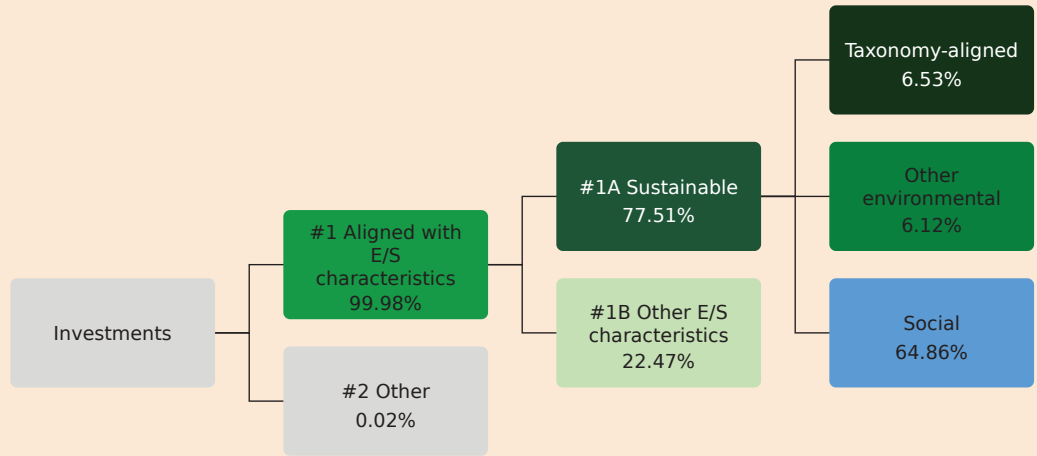 Investments
#1 Aligned with
E/S
characteristics
99.98%
#2 Other
0.02%
#1A Sustainable
77.51%
#1B Other E/S
characteristics
22.47%
Taxonomy-aligned
6.53%
Other
environmental
6.12%
Social
64.86%